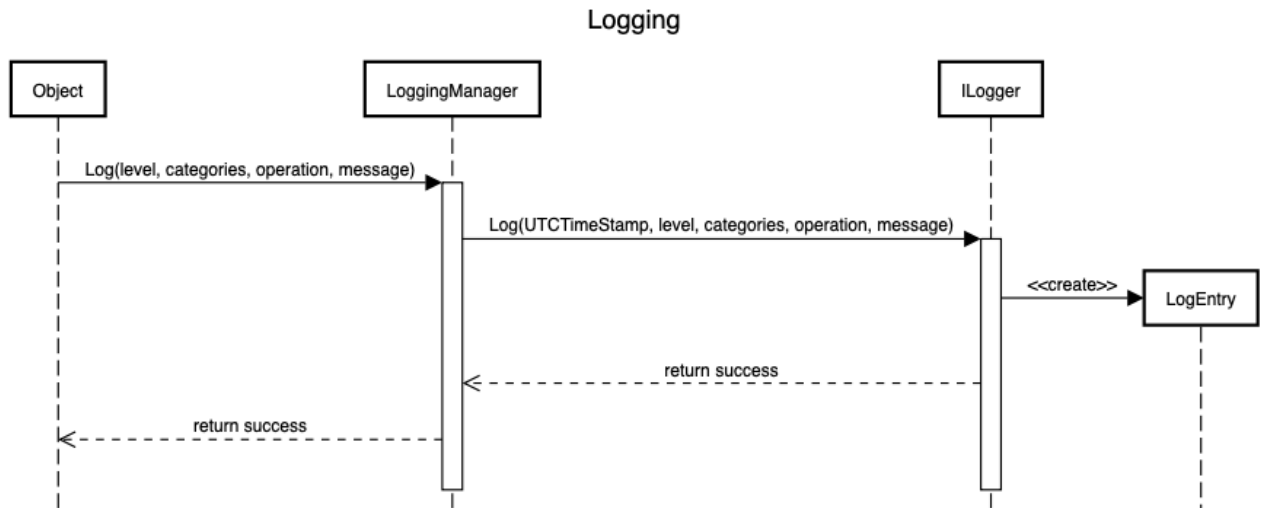 Logging
Object
LoggingManager
ILogger
Log(level, categories, operation, message)
Log(UTCTimeStamp, level, categories, operation, message)
<<create>>
LogEntry
return success
return success